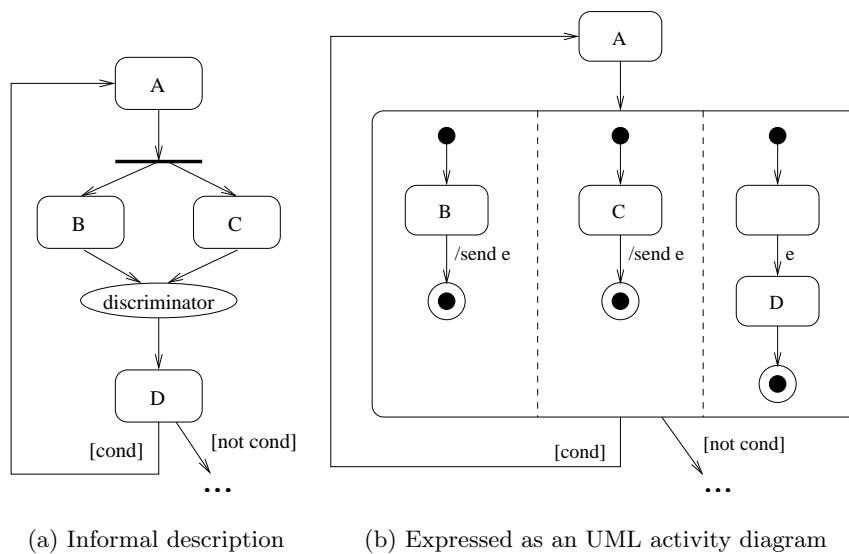 A
B
C
discriminator
D
[cond]
[not cond]
...
(a) Informal description
A
B
C
/send e
/send e
e
D
[cond]
[not cond]
...
(b) Expressed as an UML activity diagram